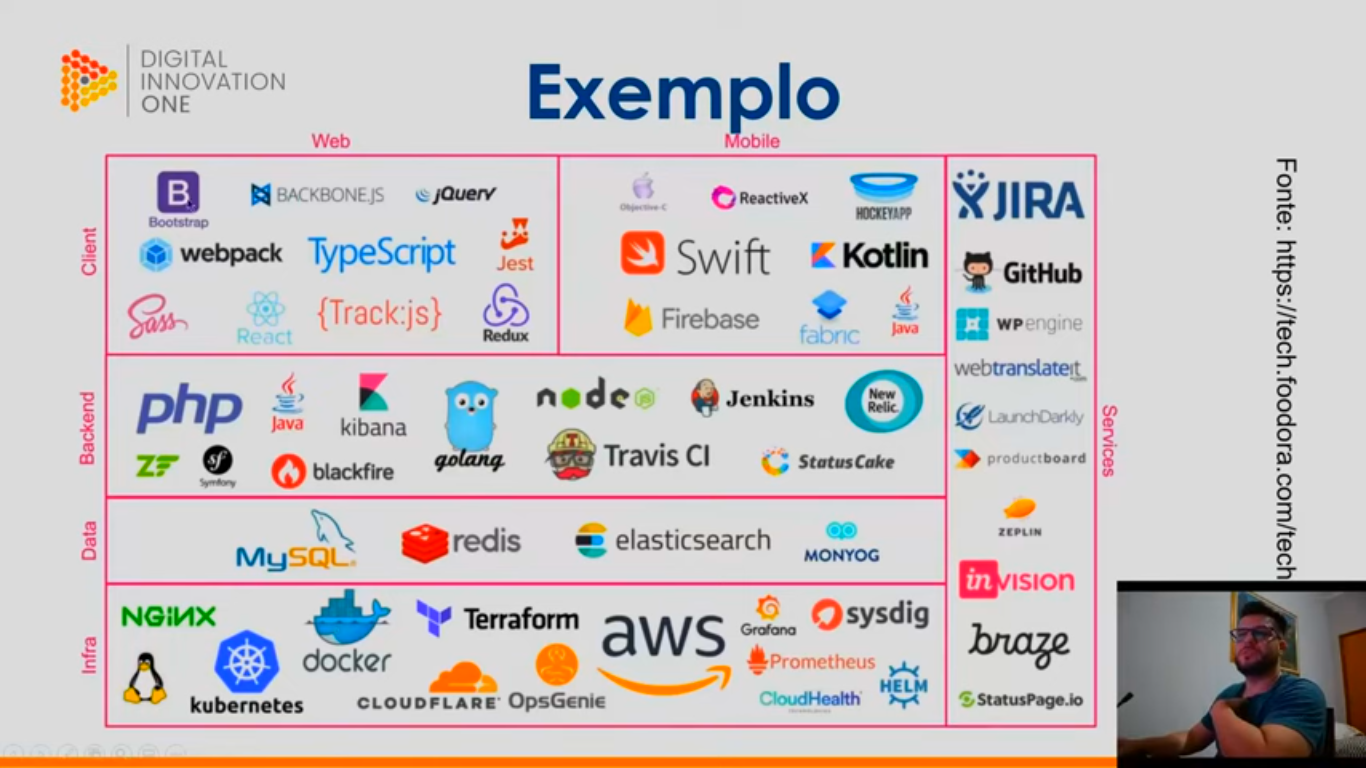 DIGITAL
INNOVATION
ONE
Exemplo
Web
Mobile
Client
B
Bootstrap
BACKBONE.JS
jQuery
webpack
TypeScript
Jest
Sass
React
{Track:js}
Redux
Objective-C
ReactiveX
HOCKEYAPP
Swift
Kotlin
Firebase
fabric
Java
Backend
php
Java
kibana
golang
node js
Jenkins
New
Relic.
ZF
sf
Symfony
blackfire
T
Travis CI
StatusCake
Data
MySQL
redis
elasticsearch
MONYOG
Infra
NGINX
kubernetes
docker
Terraform
CLOUDFLARE
OpsGenie
aws
Grafana
sysdig
Prometheus
CloudHealth
HELM
Services
JIRA
GitHub
WP engine
webtranslateit
LaunchDarkly
productboard
ZEPLIN
invision
braze
StatusPage.io
Fonte: https://tech.foodora.com/tech